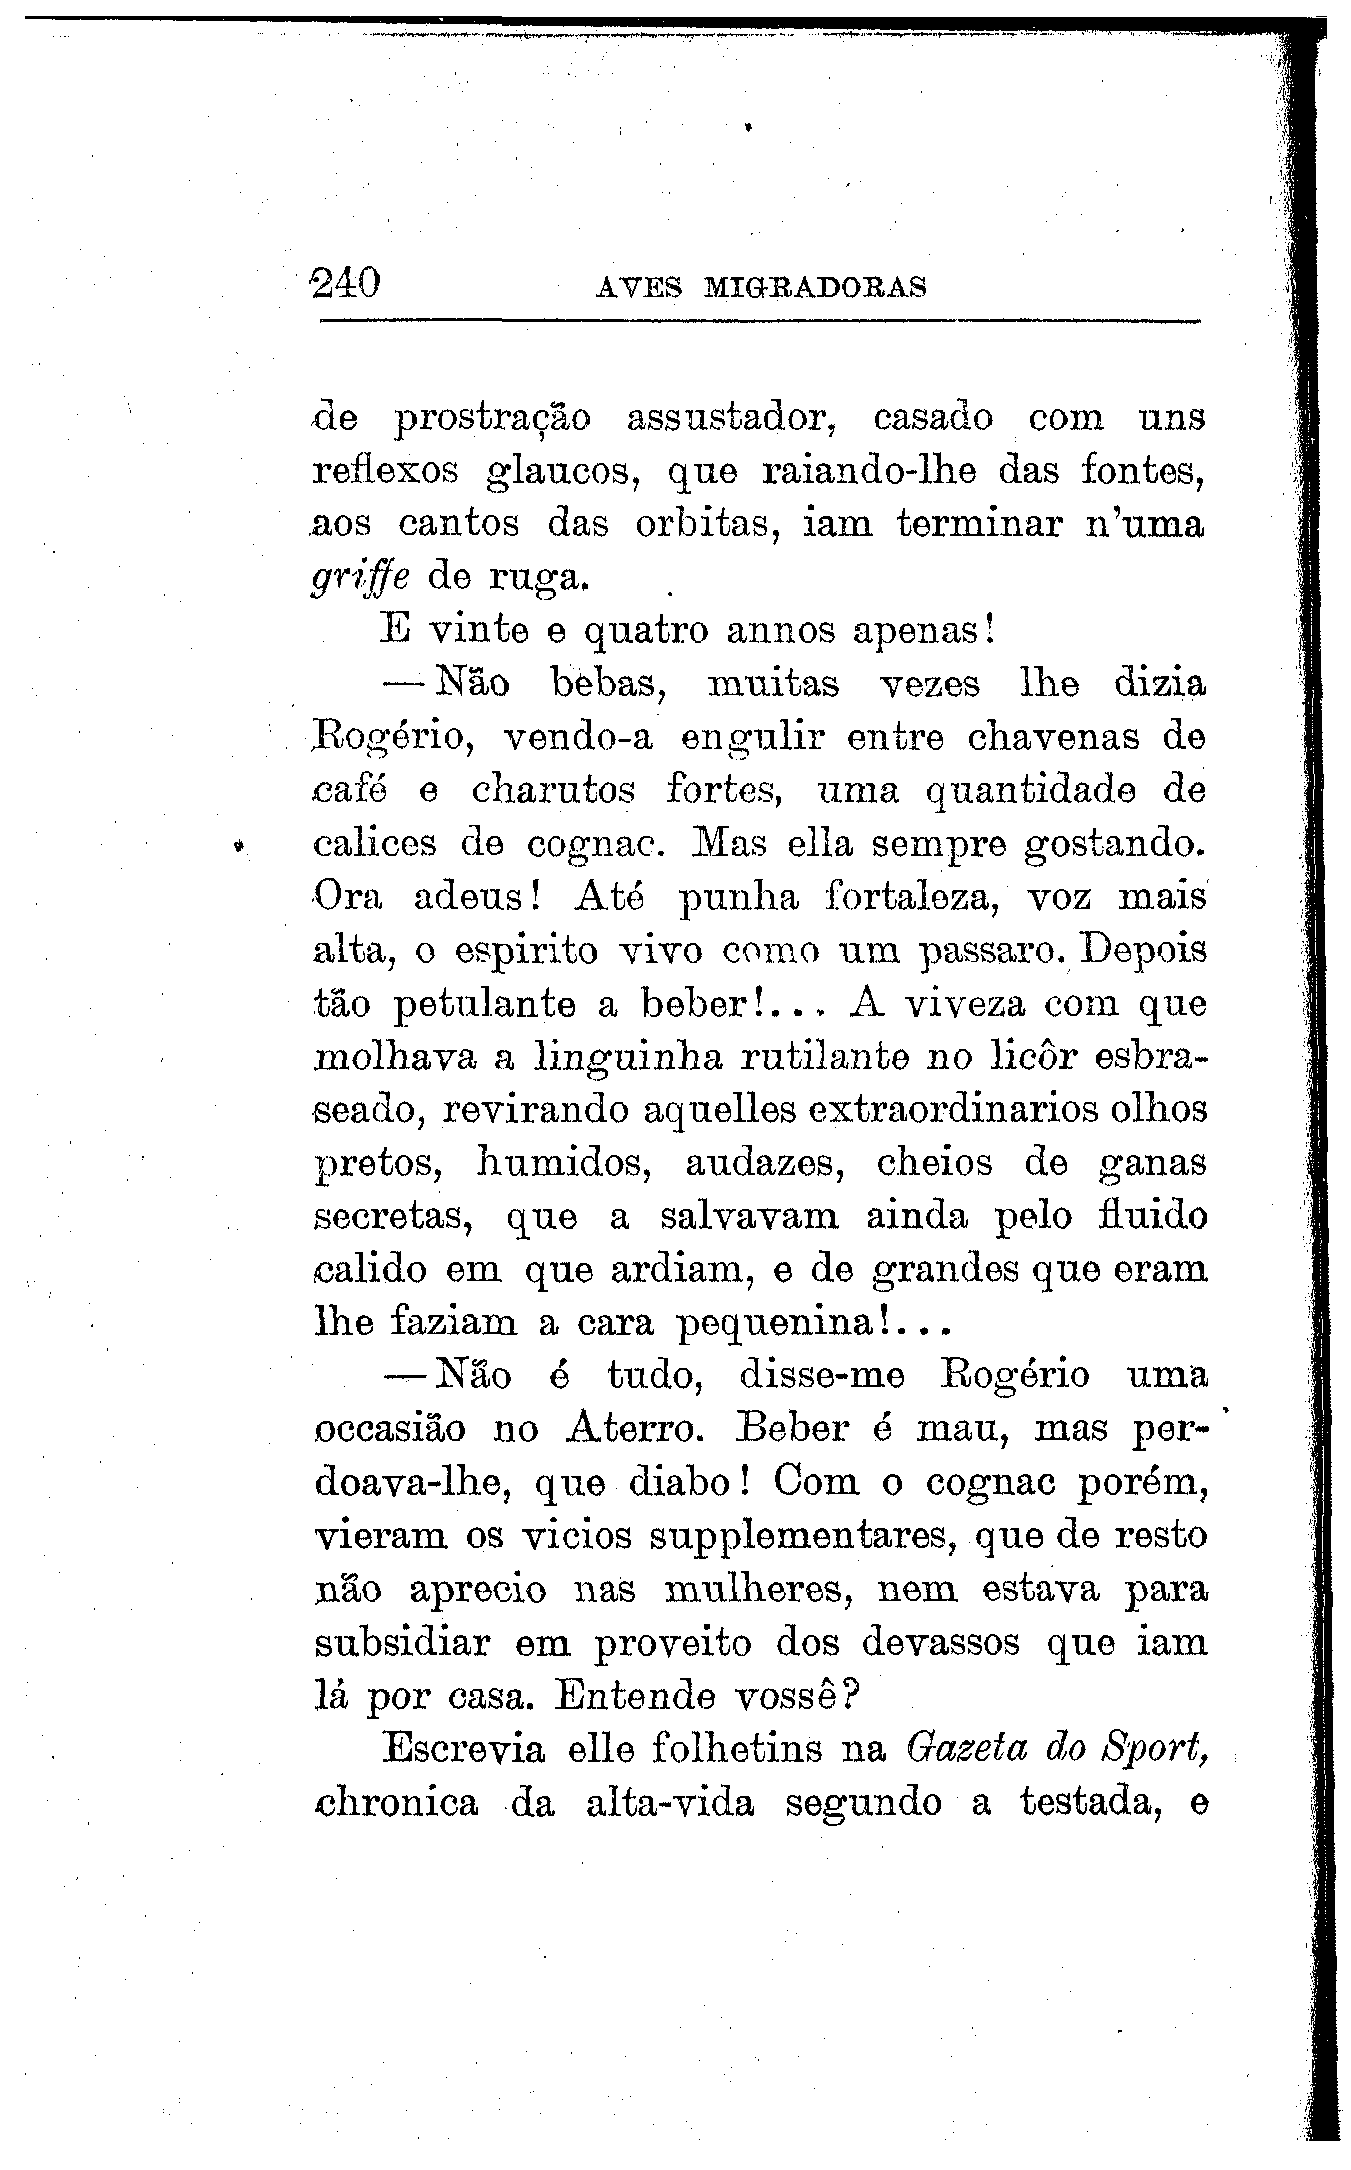 240 AVES MIGRADORAS
de prostração assustador, casado com uns
reflexos glaucos, que raiando-lhe das fontes,
aos cantos das orbitas, iam terminar n'uma
griffe de ruga.
E vinte e quatro annos apenas!
—Não bebas, muitas vezes lhe dizia
Rogério, vendo-a engulir entre chavenas de
café e charutos fortes, uma quantidade de
calices de cognac. Mas ella sempre gostando.
Ora adeus! Até punha fortaleza, voz mais
alta, o espirito vivo como um passaro. Depois
tão petulante a beber!... A viveza com que
molhava a linguinha rutilante no licôr esbra-
seado, revirando aquelles extraordinarios olhos
pretos, humidos, audazes, cheios de ganas
secretas, que a salvavam ainda pelo fluido
calido em que ardiam, e de grandes que eram
lhe faziam a cara pequenina!...
—Não é tudo, disse-me Rogério uma
occasião no Aterro. Beber é mau, mas per-
doava-lhe, que diabo! Com o cognac porém,
vieram os vicios supplementares, que de resto
não aprecio nas mulheres, nem estava para
subsidiar em proveito dos devassos que iam
lá por casa. Entende vossê?
Escrevia elle folhetins na Gazeta do Sport,
chronica da alta-vida segundo a testada, e